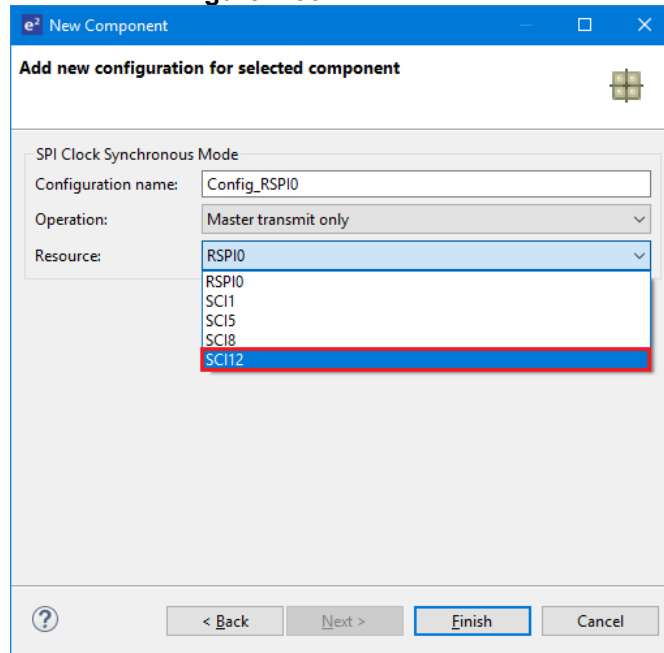 e² New Component
Add new configuration for selected component
SPI Clock Synchronous Mode
Configuration name: Config_RSPI0
Operation: Master transmit only
Resource: RSPI0
RSPI0
SCI1
SCI5
SCI8
SCI12
? < Back Next > Finish Cancel